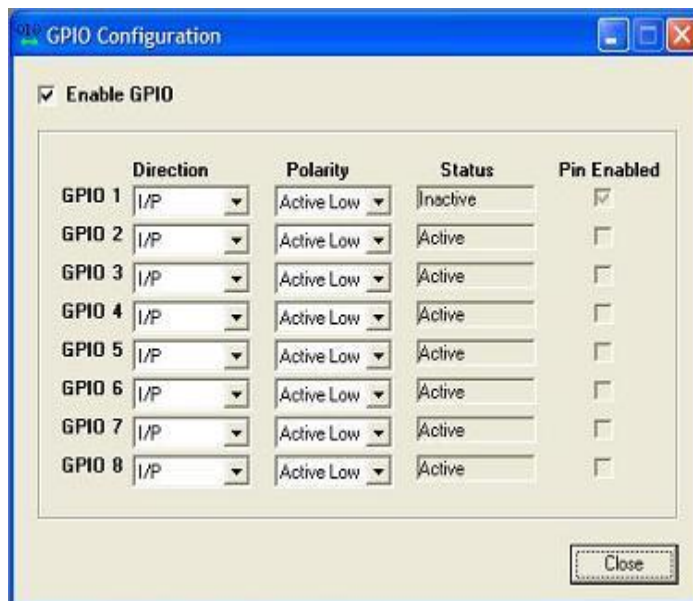 GPIO Configuration
Enable GPIO
Direction Polarity Status Pin Enabled
GPIO 1 I/P Active Low Inactive
GPIO 2 I/P Active Low Active
GPIO 3 I/P Active Low Active
GPIO 4 I/P Active Low Active
GPIO 5 I/P Active Low Active
GPIO 6 I/P Active Low Active
GPIO 7 I/P Active Low Active
GPIO 8 I/P Active Low Active
Close